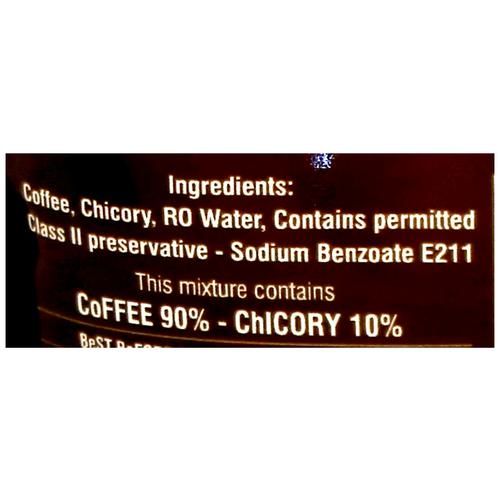 Ingredients:
Coffee, Chicory, RO Water, Contains permitted
Class II preservative - Sodium Benzoate E211
This mixture contains
CoFFEE 90% - ChICORY 10%
BeST